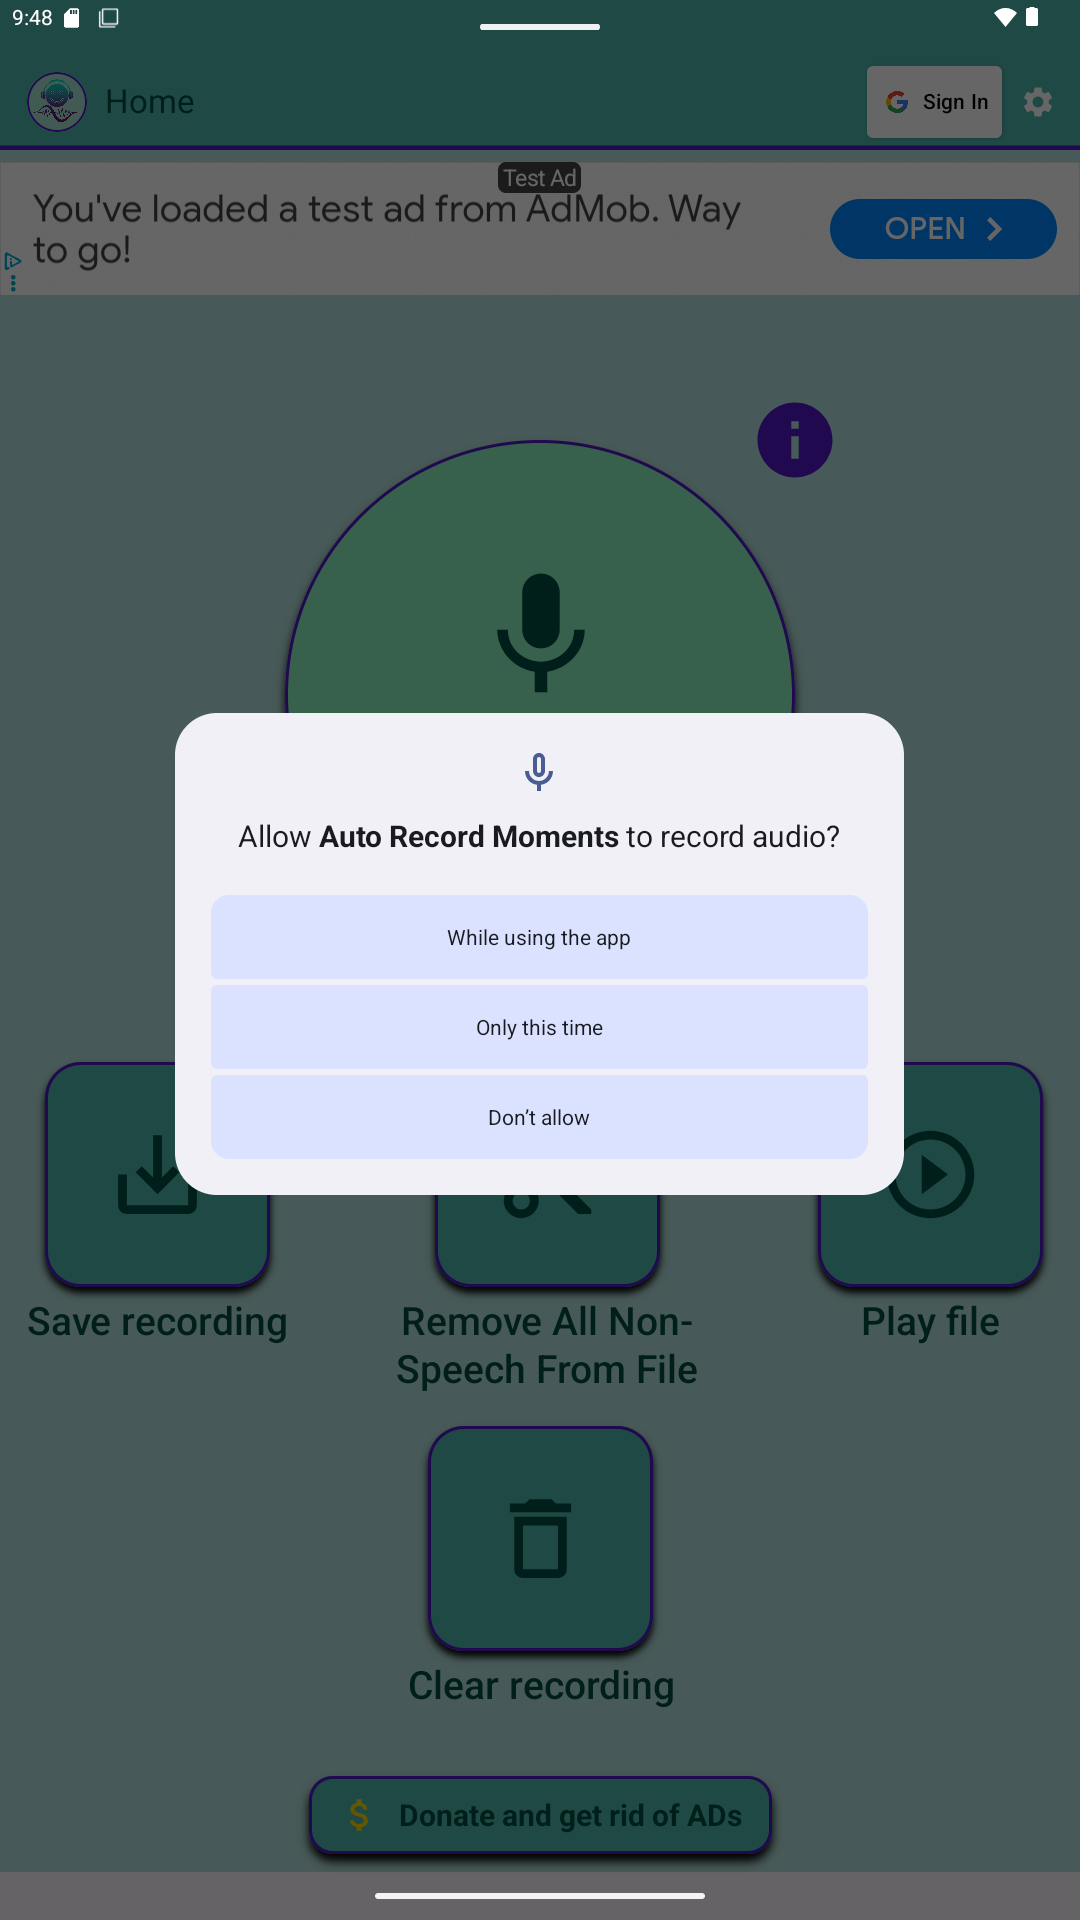 9:48
Home
Sign In
Test Ad
You've loaded a test ad from AdMob. Way
to go!
OPEN
Allow Auto Record Moments to record audio?
While using the app
Only this time
Don’t allow
Save recording
Remove All Non-
Speech From File
Play file
Clear recording
$ Donate and get rid of ADs